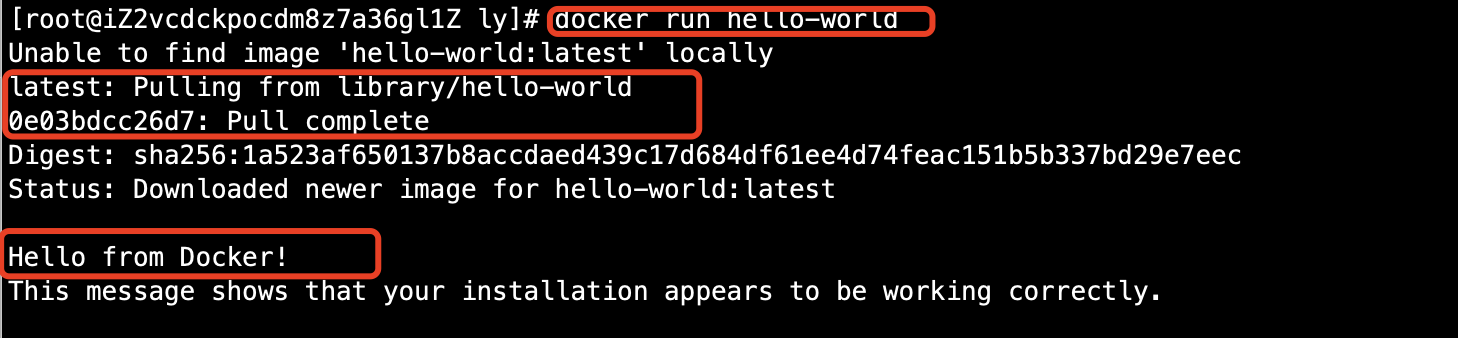 [root@iZ2vcdckpocdm8z7a36gl1Z ly]# docker run hello-world
Unable to find image 'hello-world:latest' locally
latest: Pulling from library/hello-world
0e03bdcc26d7: Pull complete
Digest: sha256:1a523af650137b8accdaed439c17d684df61ee4d74feac151b5b337bd29e7eec
Status: Downloaded newer image for hello-world:latest
Hello from Docker!
This message shows that your installation appears to be working correctly.